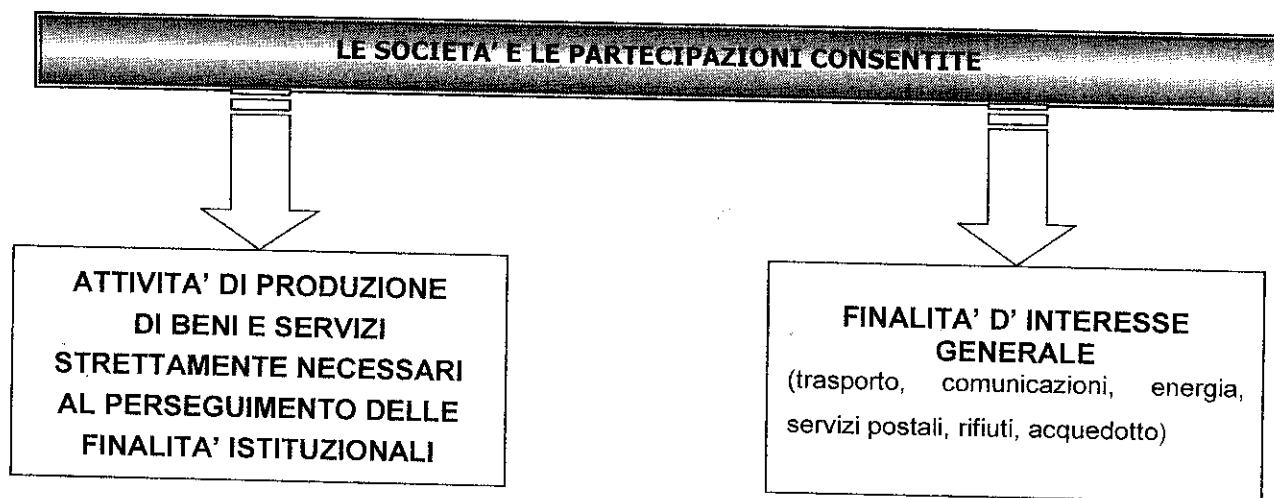 LE SOCIETA' E LE PARTECIPAZIONI CONSENTITE
ATTIVITA' DI PRODUZIONE
DI BENI E SERVIZI
STRETTAMENTE NECESSARI
AL PERSEGUIMENTO DELLE
FINALITA' ISTITUZIONALI
FINALITA' D' INTERESSE
GENERALE
(trasporto, comunicazioni, energia,
servizi postali, rifiuti, acquedotto)